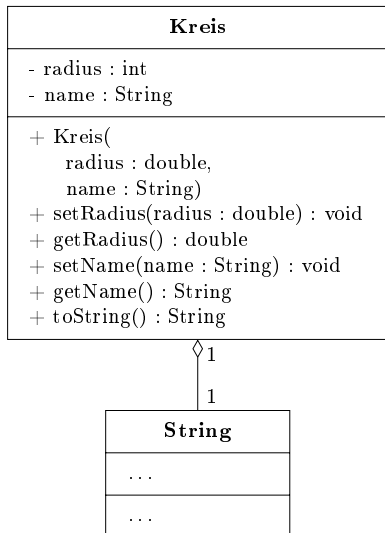 Kreis
- radius : int
- name : String
+ Kreis(
radius : double,
name : String)
+ setRadius(radius : double) : void
+ getRadius() : double
+ setName(name : String) : void
+ getName() : String
+ toString() : String
1
1
String
...
...